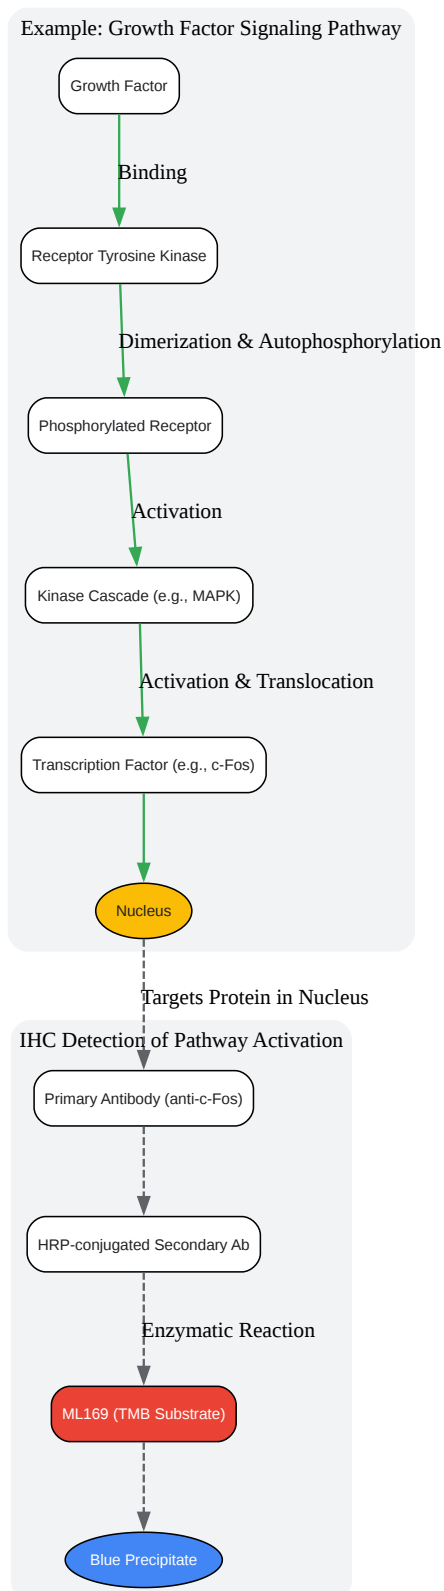 Example: Growth Factor Signaling Pathway
Growth Factor
Binding
Receptor Tyrosine Kinase
Dimerization & Autophosphorylation
Phosphorylated Receptor
Activation
Kinase Cascade (e.g., MAPK)
Activation & Translocation
Transcription Factor (e.g., c-Fos)
Nucleus
Targets Protein in Nucleus
IHC Detection of Pathway Activation
Primary Antibody (anti-c-Fos)
HRP-conjugated Secondary Ab
Enzymatic Reaction
ML169 (TMB Substrate)
Blue Precipitate